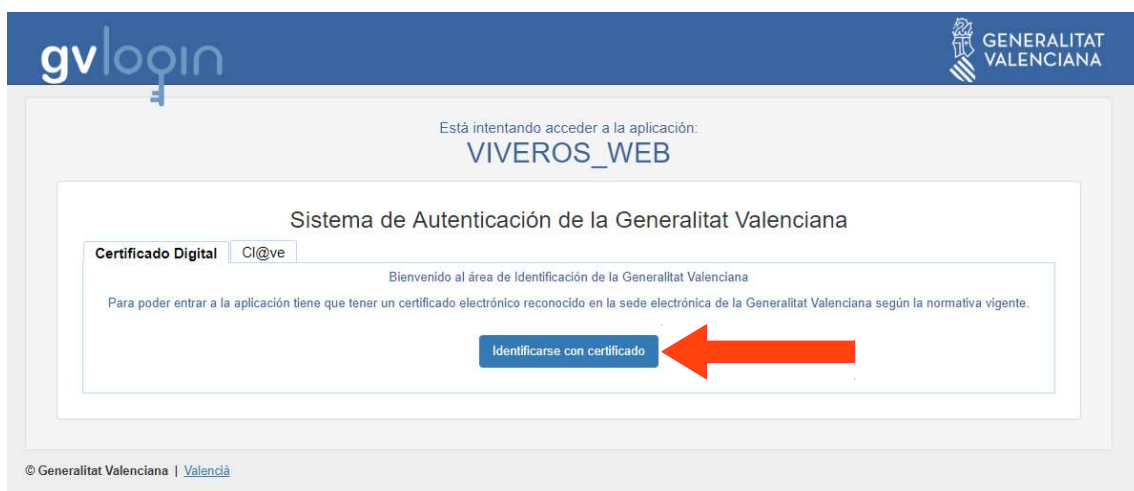 gvlogin
GENERALITAT
VALENCIANA
Está intentando acceder a la aplicación:
VIVEROS_WEB
Sistema de Autenticación de la Generalitat Valenciana
Certificado Digital Cl@ve
Bienvenido al área de Identificación de la Generalitat Valenciana
Para poder entrar a la aplicación tiene que tener un certificado electrónico reconocido en la sede electrónica de la Generalitat Valenciana según la normativa vigente.
Identificarse con certificado
© Generalitat Valenciana | Valencià